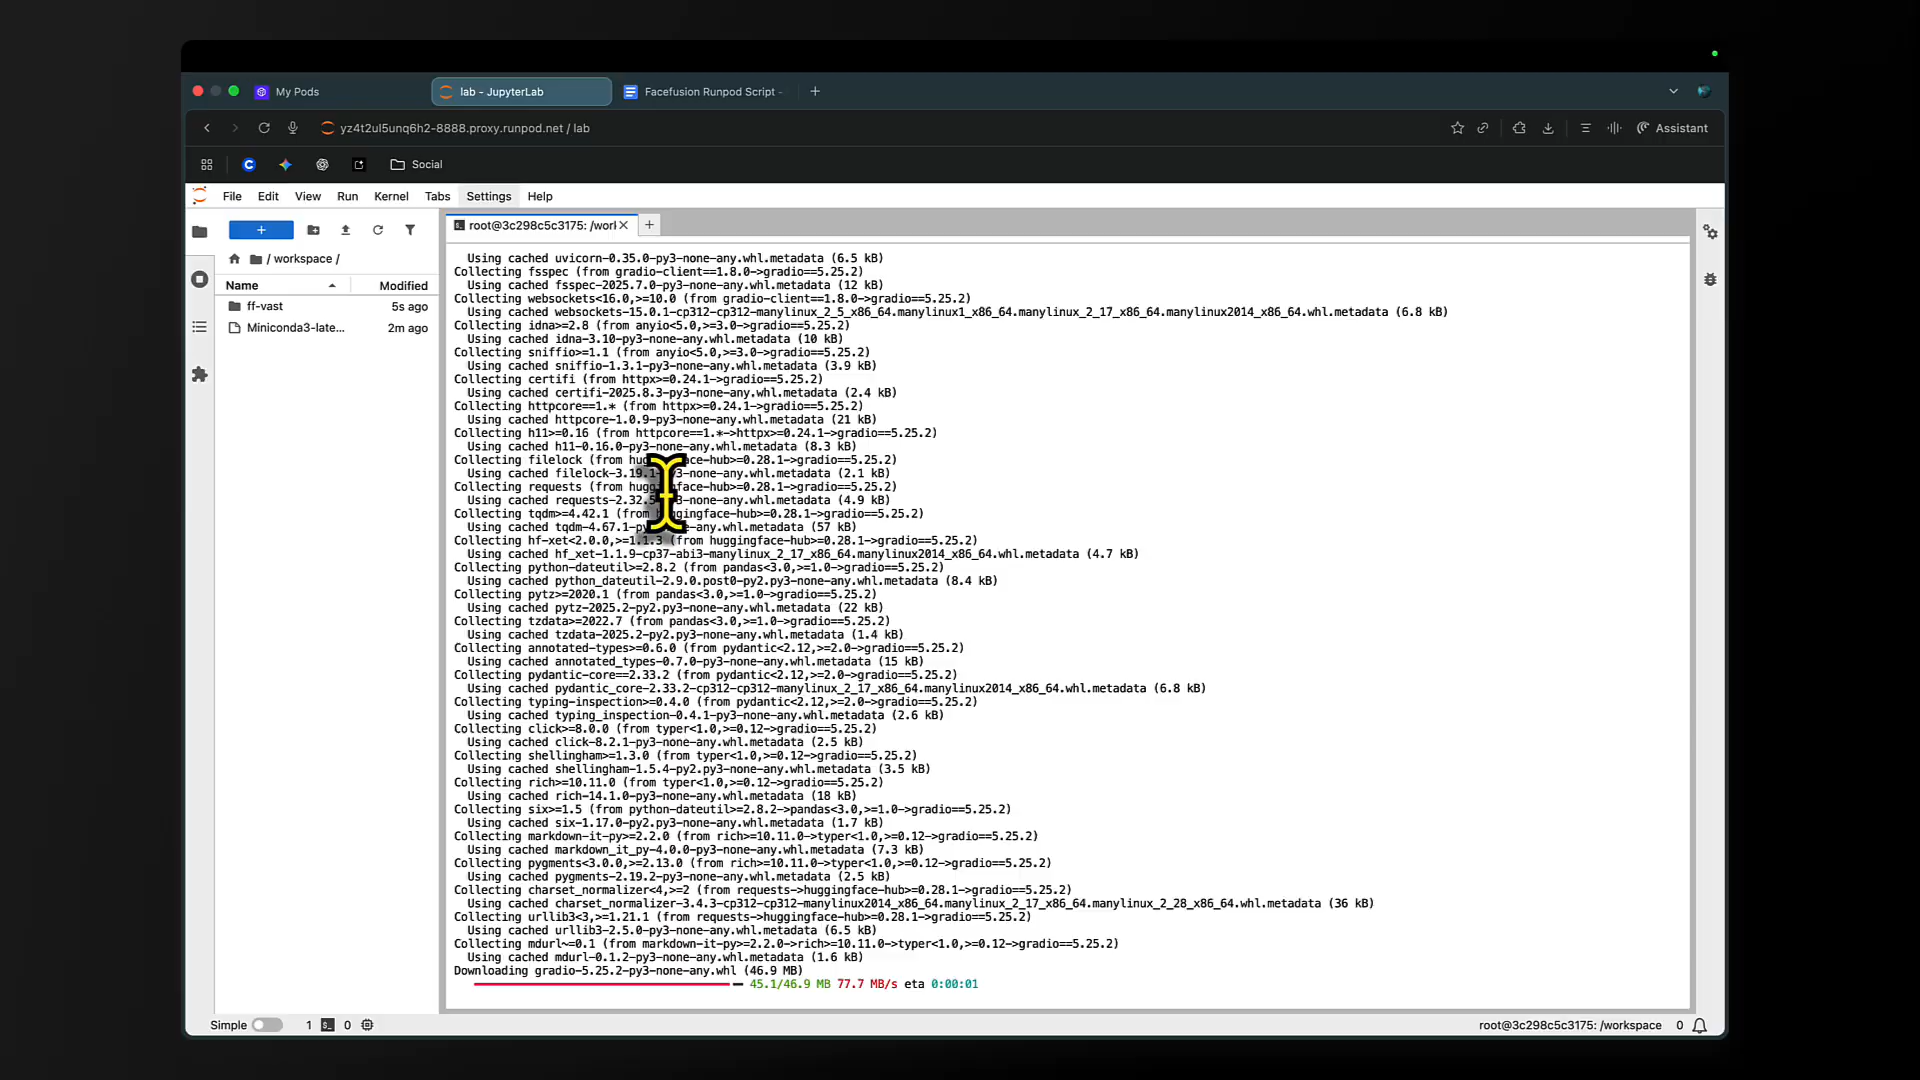 My Pods
lab - JupyterLab
Facefusion Runpod Script -
yz4t2ul5unq6h2-8888.proxy.runpod.net / lab
Assistant
Social
File Edit View Run Kernel Tabs Settings Help
root@3c298c5c3175: /worl
/ workspace /
Name Modified
ff-vast 5s ago
Miniconda3-late... 2m ago
Using cached uvicorn-0.35.0-py3-none-any.whl.metadata (6.5 kB)
Collecting fsspec (from gradio-client==1.8.0->gradio==5.25.2)
Using cached fsspec-2025.7.0-py3-none-any.whl.metadata (12 kB)
Collecting websockets<16.0,>=10.0 (from gradio-client==1.8.0->gradio==5.25.2)
Using cached websockets-15.0.1-cp312-cp312-manylinux_2_5_x86_64.manylinux1_x86_64.manylinux_2_17_x86_64.manylinux2014_x86_64.whl.metadata (6.8 kB)
Collecting idna>=2.8 (from anyio<5.0,>=3.0->gradio==5.25.2)
Using cached idna-3.10-py3-none-any.whl.metadata (10 kB)
Collecting sniffio>=1.1 (from anyio<5.0,>=3.0->gradio==5.25.2)
Using cached sniffio-1.3.1-py3-none-any.whl.metadata (3.9 kB)
Collecting certifi (from httpx>=0.24.1->gradio==5.25.2)
Using cached certifi-2025.8.3-py3-none-any.whl.metadata (2.4 kB)
Collecting httpcore==1.* (from httpx>=0.24.1->gradio==5.25.2)
Using cached httpcore-1.0.9-py3-none-any.whl.metadata (21 kB)
Collecting h11>=0.16 (from httpcore==1.*->httpx>=0.24.1->gradio==5.25.2)
Using cached h11-0.16.0-py3-none-any.whl.metadata (8.3 kB)
Collecting filelock (from huggingface-hub>=0.28.1->gradio==5.25.2)
Using cached filelock-3.19.1-py3-none-any.whl.metadata (2.1 kB)
Collecting requests (from huggingface-hub>=0.28.1->gradio==5.25.2)
Using cached requests-2.32.5-py3-none-any.whl.metadata (4.9 kB)
Collecting tqdm>=4.42.1 (from huggingface-hub>=0.28.1->gradio==5.25.2)
Using cached tqdm-4.67.1-py3-none-any.whl.metadata (57 kB)
Collecting hf-xet<2.0.0,>=1.1.3 (from huggingface-hub>=0.28.1->gradio==5.25.2)
Using cached hf_xet-1.1.9-cp37-abi3-manylinux_2_17_x86_64.manylinux2014_x86_64.whl.metadata (4.7 kB)
Collecting python-dateutil>=2.8.2 (from pandas<3.0,>=1.0->gradio==5.25.2)
Using cached python_dateutil-2.9.0.post0-py2.py3-none-any.whl.metadata (8.4 kB)
Collecting pytz>=2020.1 (from pandas<3.0,>=1.0->gradio==5.25.2)
Using cached pytz-2025.2-py2.py3-none-any.whl.metadata (22 kB)
Collecting tzdata>=2022.7 (from pandas<3.0,>=1.0->gradio==5.25.2)
Using cached tzdata-2025.2-py2.py3-none-any.whl.metadata (1.4 kB)
Collecting annotated-types>=0.6.0 (from pydantic<2.12,>=2.0->gradio==5.25.2)
Using cached annotated_types-0.7.0-py3-none-any.whl.metadata (15 kB)
Collecting pydantic-core==2.33.2 (from pydantic<2.12,>=2.0->gradio==5.25.2)
Using cached pydantic_core-2.33.2-cp312-cp312-manylinux_2_17_x86_64.manylinux2014_x86_64.whl.metadata (6.8 kB)
Collecting typing-inspection>=0.4.0 (from pydantic<2.12,>=2.0->gradio==5.25.2)
Using cached typing_inspection-0.4.1-py3-none-any.whl.metadata (2.6 kB)
Collecting click>=8.0.0 (from typer<1.0,>=0.12->gradio==5.25.2)
Using cached click-8.2.1-py3-none-any.whl.metadata (2.5 kB)
Collecting shellingham>=1.3.0 (from typer<1.0,>=0.12->gradio==5.25.2)
Using cached shellingham-1.5.4-py2.py3-none-any.whl.metadata (3.5 kB)
Collecting rich>=10.11.0 (from typer<1.0,>=0.12->gradio==5.25.2)
Using cached rich-14.1.0-py3-none-any.whl.metadata (18 kB)
Collecting six>=1.5 (from python-dateutil>=2.8.2->pandas<3.0,>=1.0->gradio==5.25.2)
Using cached six-1.17.0-py2.py3-none-any.whl.metadata (1.7 kB)
Collecting markdown-it-py>=2.2.0 (from rich>=10.11.0->typer<1.0,>=0.12->gradio==5.25.2)
Using cached markdown_it_py-4.0.0-py3-none-any.whl.metadata (7.3 kB)
Collecting pygments<3.0.0,>=2.13.0 (from rich>=10.11.0->typer<1.0,>=0.12->gradio==5.25.2)
Using cached pygments-2.19.2-py3-none-any.whl.metadata (2.5 kB)
Collecting charset_normalizer<4,>=2 (from requests->huggingface-hub>=0.28.1->gradio==5.25.2)
Using cached charset_normalizer-3.4.3-cp312-cp312-manylinux2014_x86_64.manylinux_2_17_x86_64.manylinux_2_28_x86_64.whl.metadata (36 kB)
Collecting urllib3<3,>=1.21.1 (from requests->huggingface-hub>=0.28.1->gradio==5.25.2)
Using cached urllib3-2.5.0-py3-none-any.whl.metadata (6.5 kB)
Collecting mdurl~=0.1 (from markdown-it-py>=2.2.0->rich>=10.11.0->typer<1.0,>=0.12->gradio==5.25.2)
Using cached mdurl-0.1.2-py3-none-any.whl.metadata (1.6 kB)
Downloading gradio-5.25.2-py3-none-any.whl (46.9 MB)
45.1/46.9 MB 77.7 MB/s eta 0:00:01
Simple 1 0 root@3c298c5c3175: /workspace 0